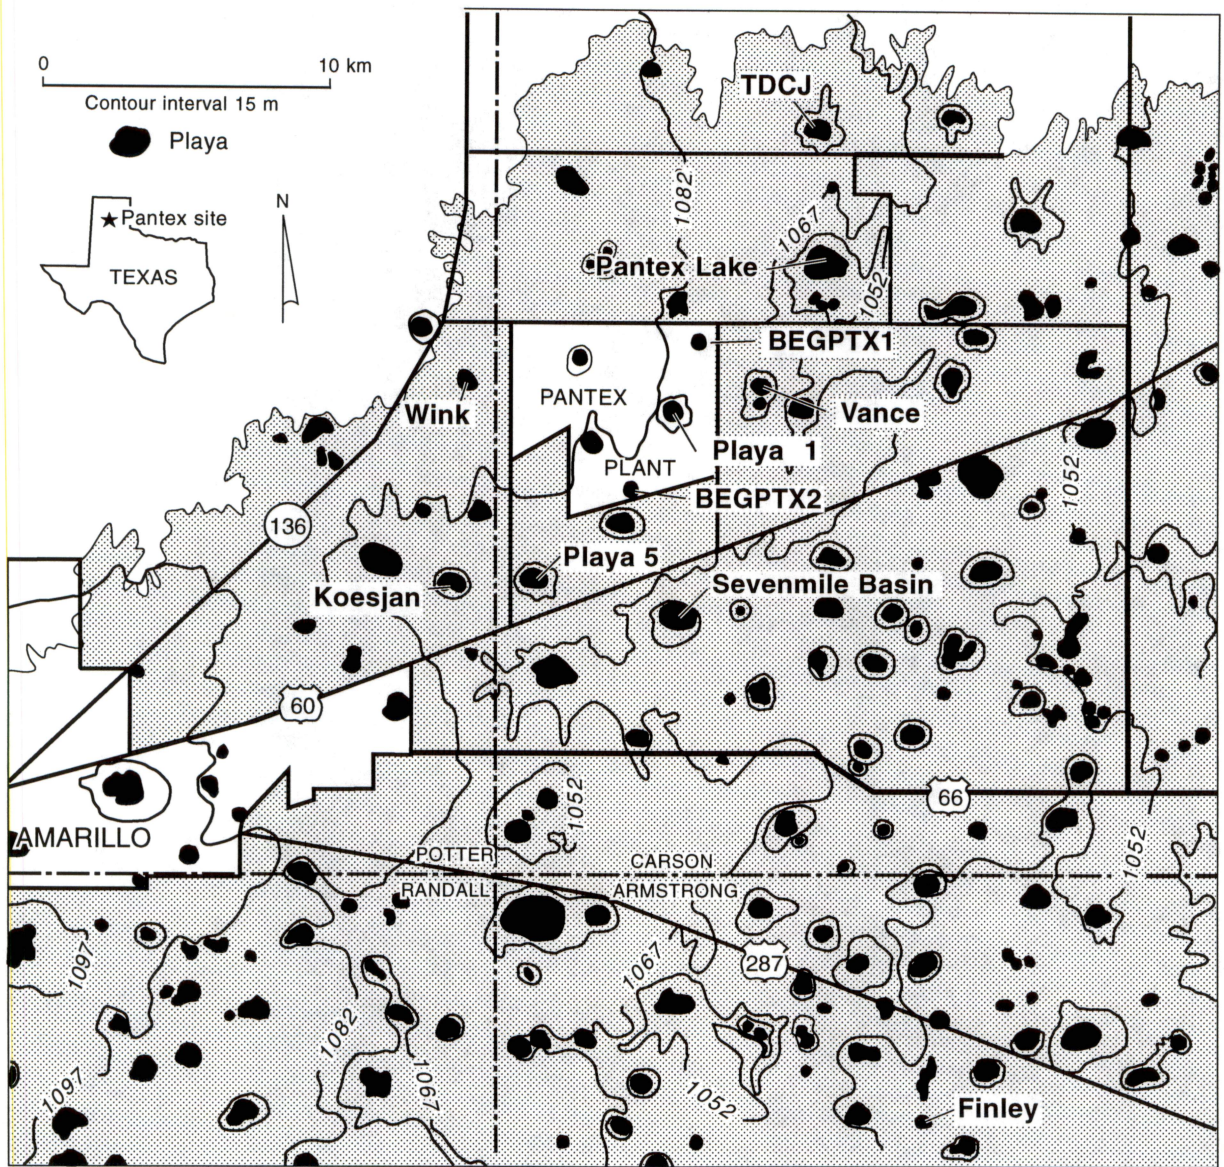 0 10 km
Contour interval 15 m
Playa
Pantex site
TEXAS
N
TDCJ
1082
1067
Pantex Lake
1052
BEGPTX1
PANTEX
Wink
Vance
Playa 1
PLANT
BEGPTX2
1052
136
Playa 5
Koesjan
Sevenmile Basin
60
66
1052
1052
AMARILLO
POTTER
CARSON
RANDALL
ARMSTRONG
1097
1067
287
1082
1097
1067
1052
Finley